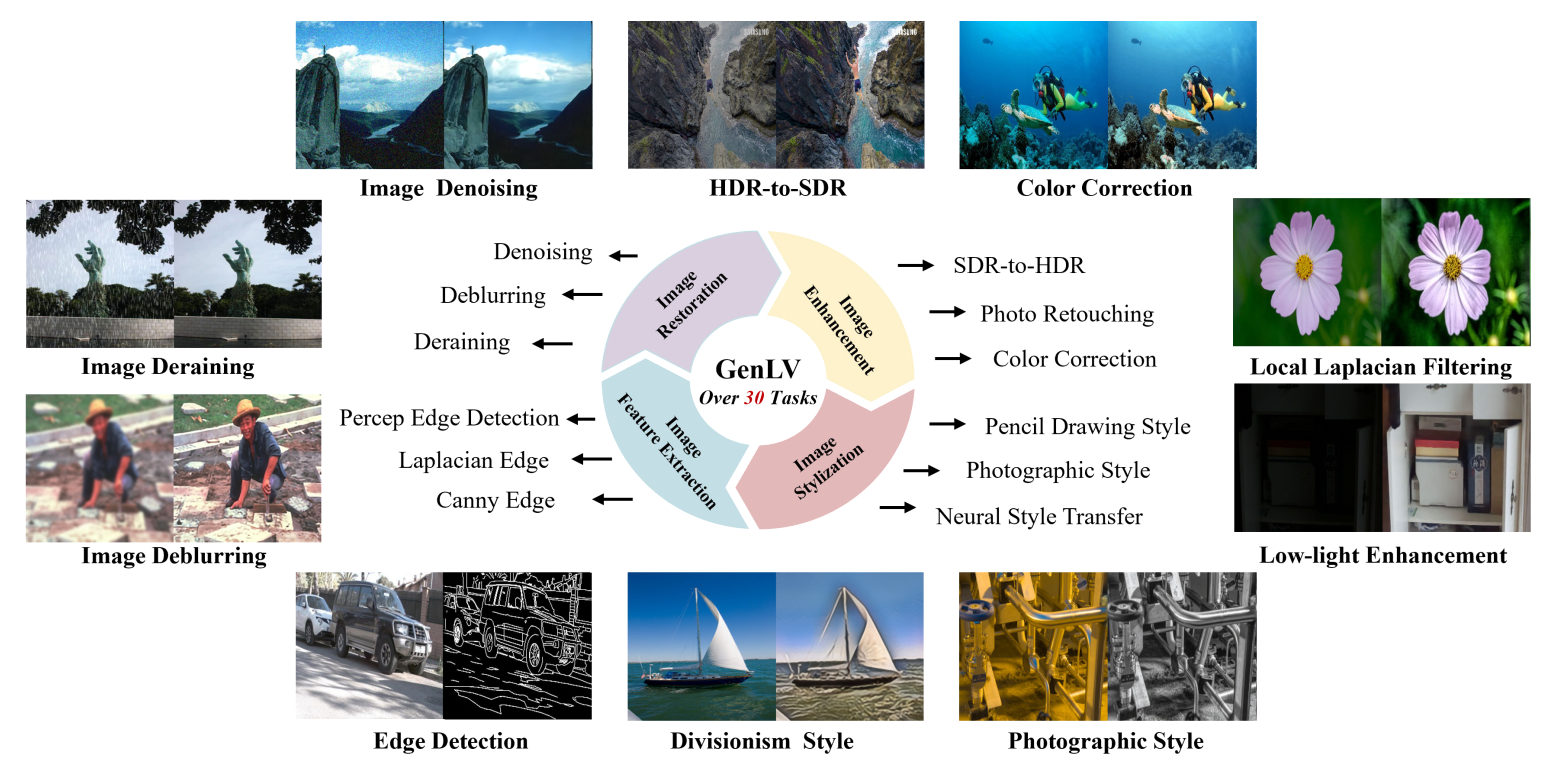 Image Denoising
HDR-to-SDR
Color Correction
SAMSUNG
Image Deraining
Image Deblurring
Denoising
Deblurring
Deraining
Percep Edge Detection
Laplacian Edge
Canny Edge
Image
Restoration
Image
Enhancement
GenLV
Over 30 Tasks
Image
Feature Extraction
Image
Stylization
SDR-to-HDR
Photo Retouching
Color Correction
Pencil Drawing Style
Photographic Style
Neural Style Transfer
Local Laplacian Filtering
Low-light Enhancement
Edge Detection
Divisionism Style
Photographic Style